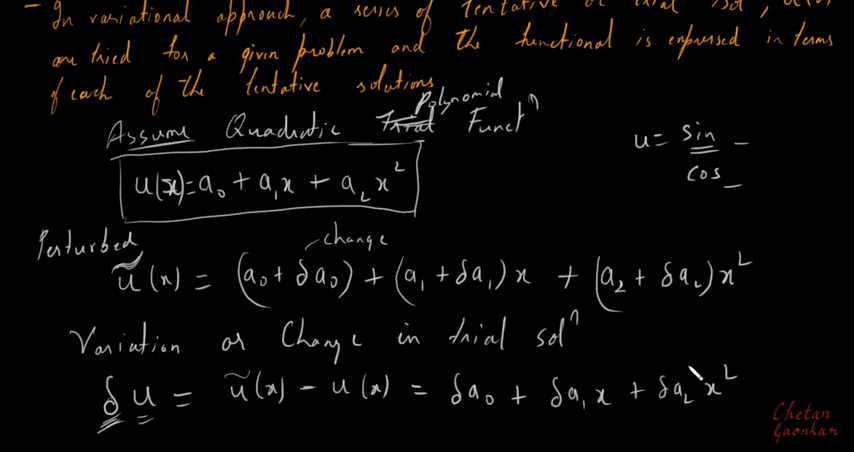 - In variational approach, a series of tentative or trial sol^n, u(x)
are tried for a given problem and the functional is expressed in terms
of each of the tentative solutions
Polynomial
Assume Quadratic Trial Funct^n
u = sin _
cos _
u(x) = a₀ + a₁x + a₂x²
Perturbed
change
ũ(x) = (a₀ + δa₀) + (a₁ + δa₁)x + (a₂ + δa₂)x²
Variation or Change in trial sol^n
δu = ũ(x) - u(x) = δa₀ + δa₁x + δa₂x²
Chetan
Gaonkar